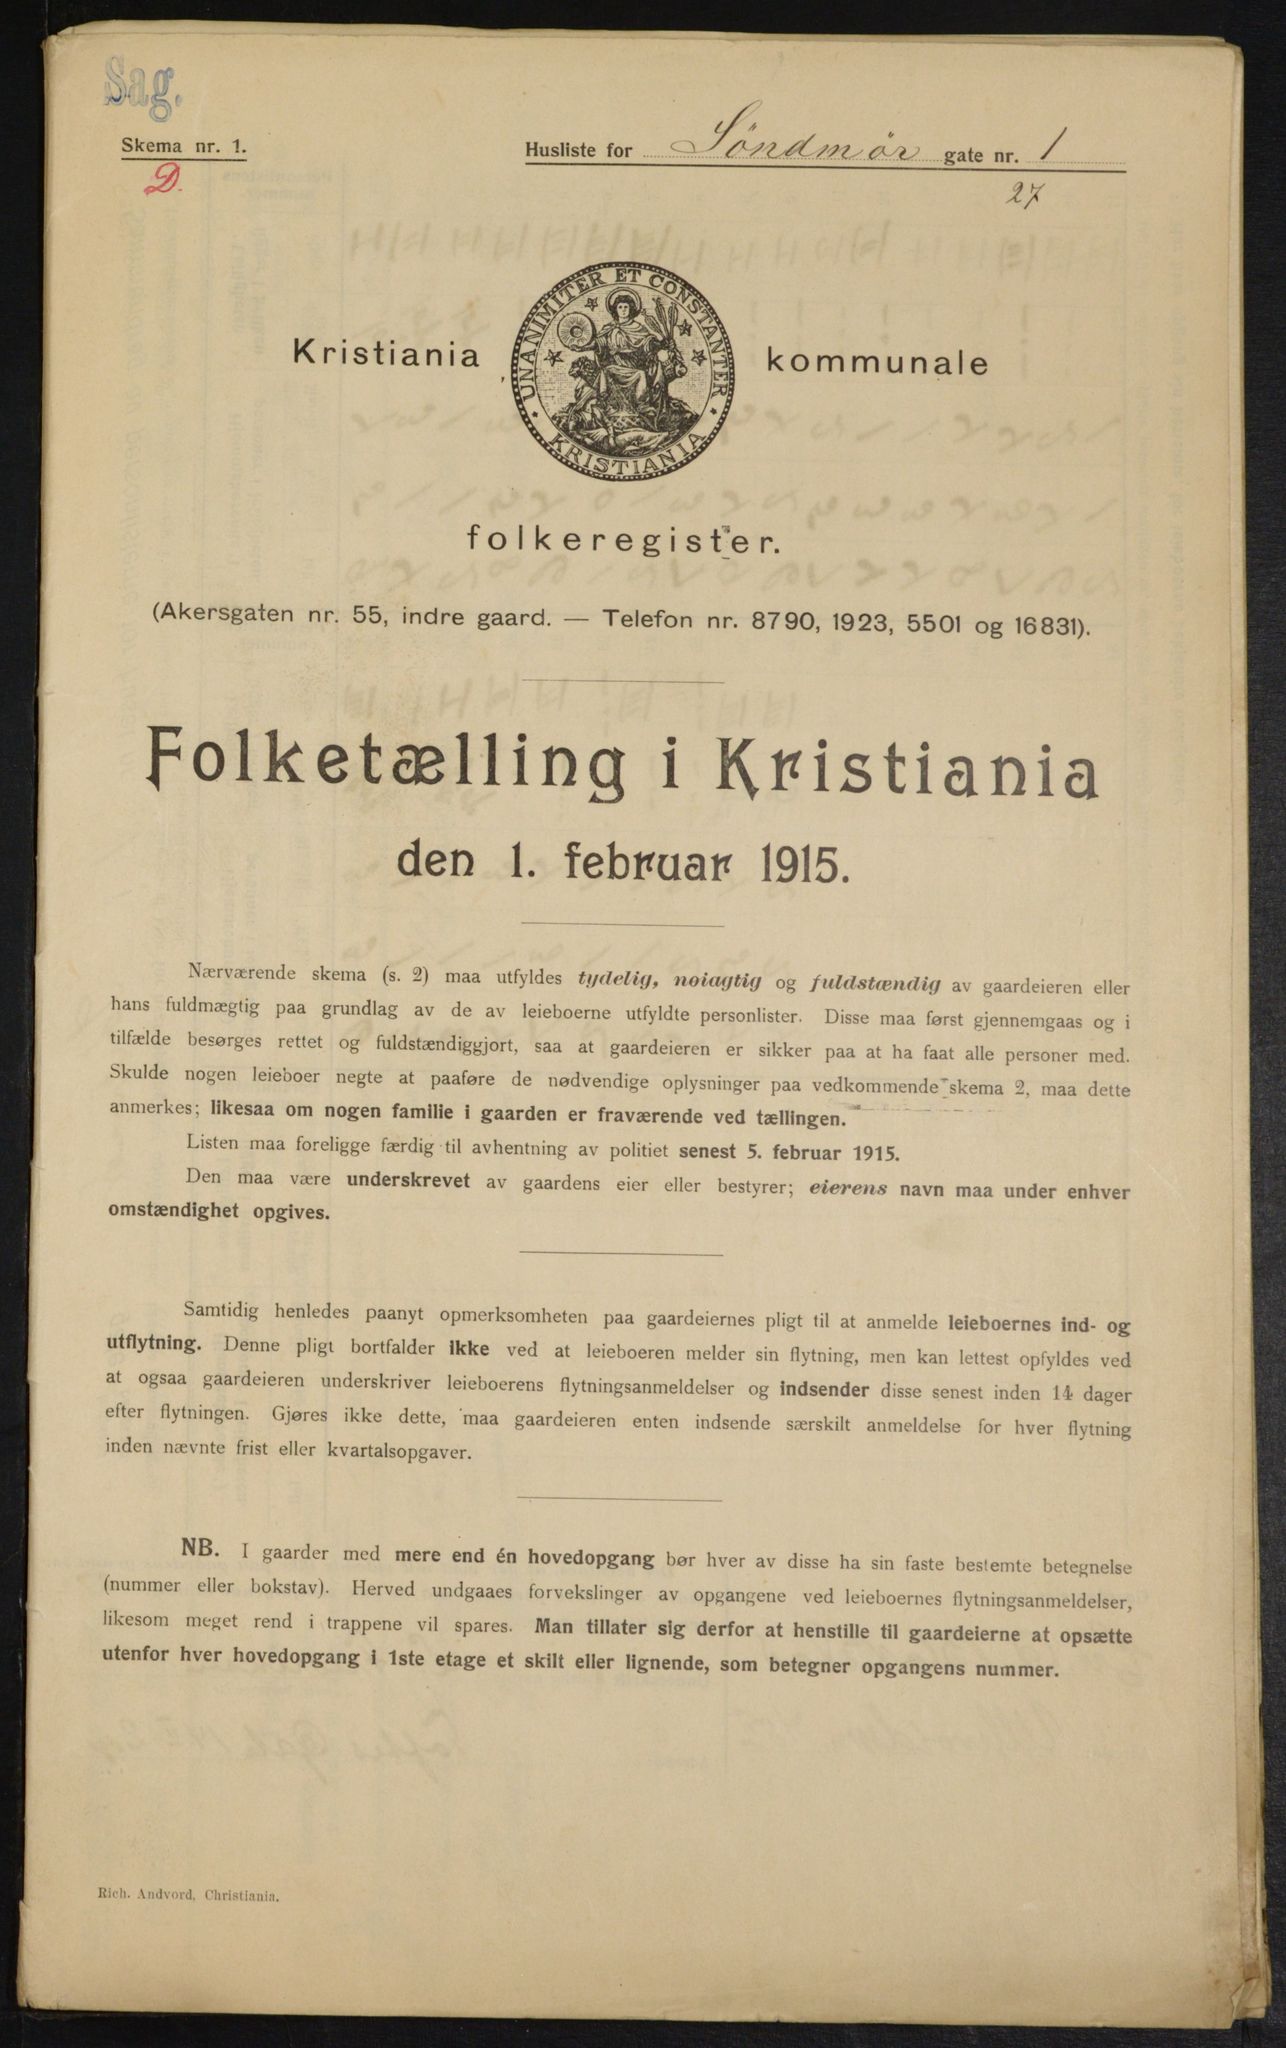 Sag.
Skema nr. 1.
D.
Husliste for Söndmör gate nr. 1
27
Kristiania kommunale
UNANIMITER ET CONSTANTER
KRISTIANIA
folkeregister.
(Akersgaten nr. 55, indre gaard. — Telefon nr. 8790, 1923, 5501 og 16831).
Folketælling i Kristiania
den 1. februar 1915.
Nærværende skema (s. 2) maa utfyldes tydelig, nøiagtig og fuldstændig av gaardeieren eller
hans fuldmægtig paa grundlag av de av leieboerne utfyldte personlister. Disse maa først gjennemgaas og i
tilfælde besørges rettet og fuldstændiggjort, saa at gaardeieren er sikker paa at ha faat alle personer med.
Skulde nogen leieboer negte at paaføre de nødvendige oplysninger paa vedkommende skema 2, maa dette
anmerkes; likesaa om nogen familie i gaarden er fraværende ved tællingen.
Listen maa foreligge færdig til avhentning av politiet senest 5. februar 1915.
Den maa være underskrevet av gaardens eier eller bestyrer; eierens navn maa under enhver
omstændighet opgives.
Samtidig henledes paanyt opmerksomheten paa gaardeiernes pligt til at anmelde leieboernes ind- og
utflytning. Denne pligt bortfalder ikke ved at leieboeren melder sin flytning, men kan lettest opfyldes ved
at ogsaa gaardeieren underskriver leieboerens flytningsanmeldelser og indsender disse senest inden 14 dager
efter flytningen. Gjøres ikke dette, maa gaardeieren enten indsende særskilt anmeldelse for hver flytning
inden nævnte frist eller kvartalsopgaver.
NB. I gaarder med mere end én hovedopgang bør hver av disse ha sin faste bestemte betegnelse
(nummer eller bokstav). Herved undgaaes forvekslinger av opgangene ved leieboernes flytningsanmeldelser,
likesom meget rend i trappene vil spares. Man tillater sig derfor at henstille til gaardeierne at opsætte
utenfor hver hovedopgang i 1ste etage et skilt eller lignende, som betegner opgangens nummer.
Rich. Andvord, Christiania.